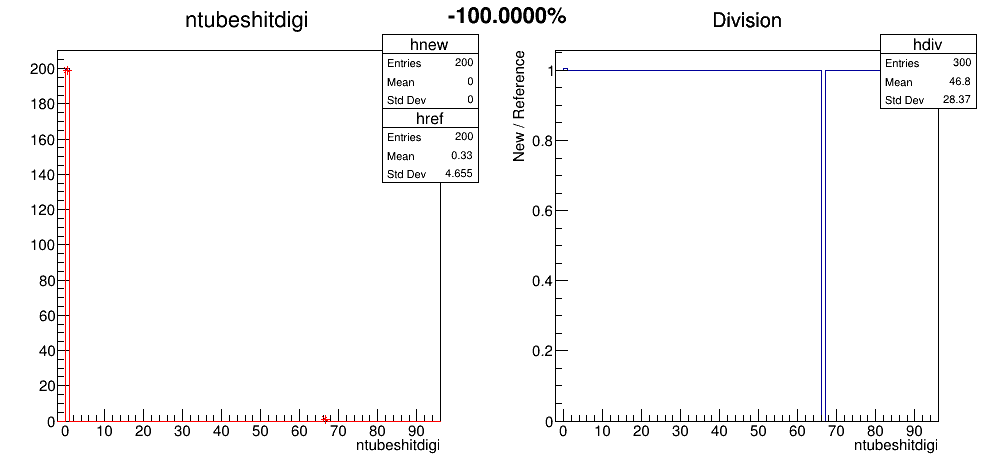 ntubeshitdigi
-100.0000%
Division
hnew
Entries 200
Mean 0
Std Dev 0
href
Entries 200
Mean 0.33
Std Dev 4.655
200
180
160
140
120
100
80
60
40
20
0
0 10 20 30 40 50 60 70 80 90
ntubeshitdigi
hdiv
Entries 300
Mean 46.8
Std Dev 28.37
New / Reference
1
0.8
0.6
0.4
0.2
0
0 10 20 30 40 50 60 70 80 90
ntubeshitdigi